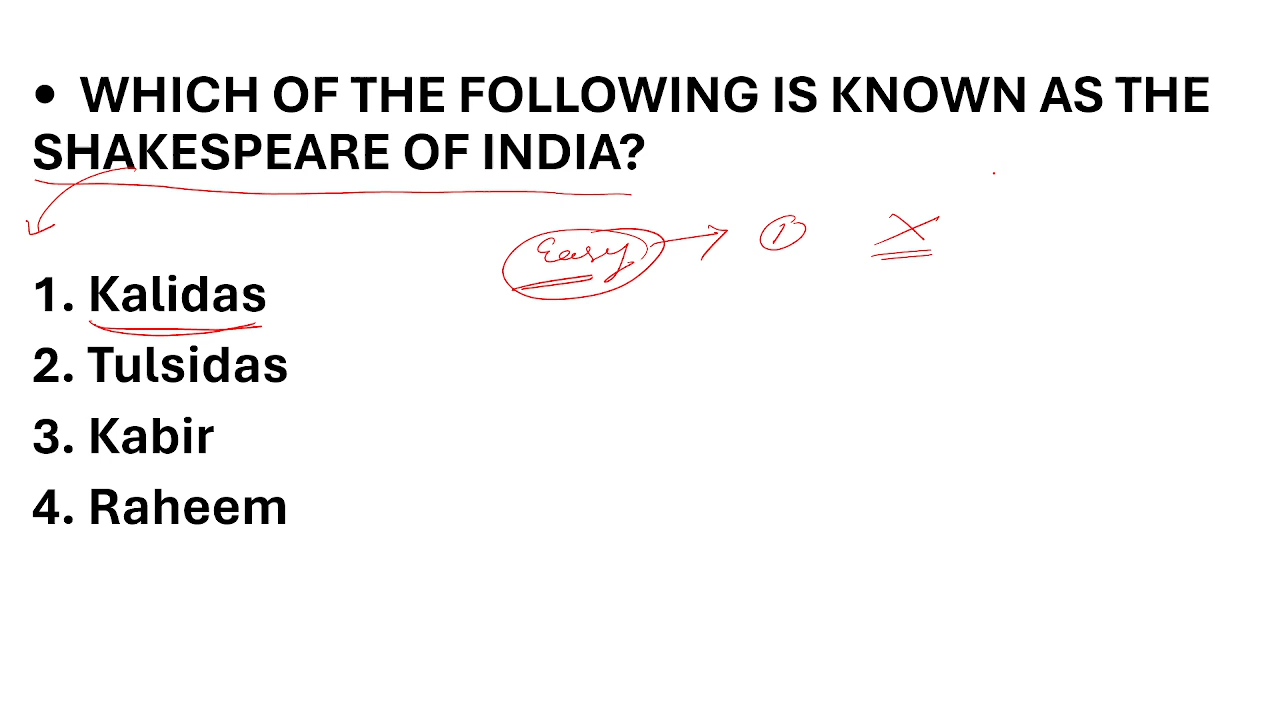 • WHICH OF THE FOLLOWING IS KNOWN AS THE
SHAKESPEARE OF INDIA?
Easy → ① X
1. Kalidas
2. Tulsidas
3. Kabir
4. Raheem